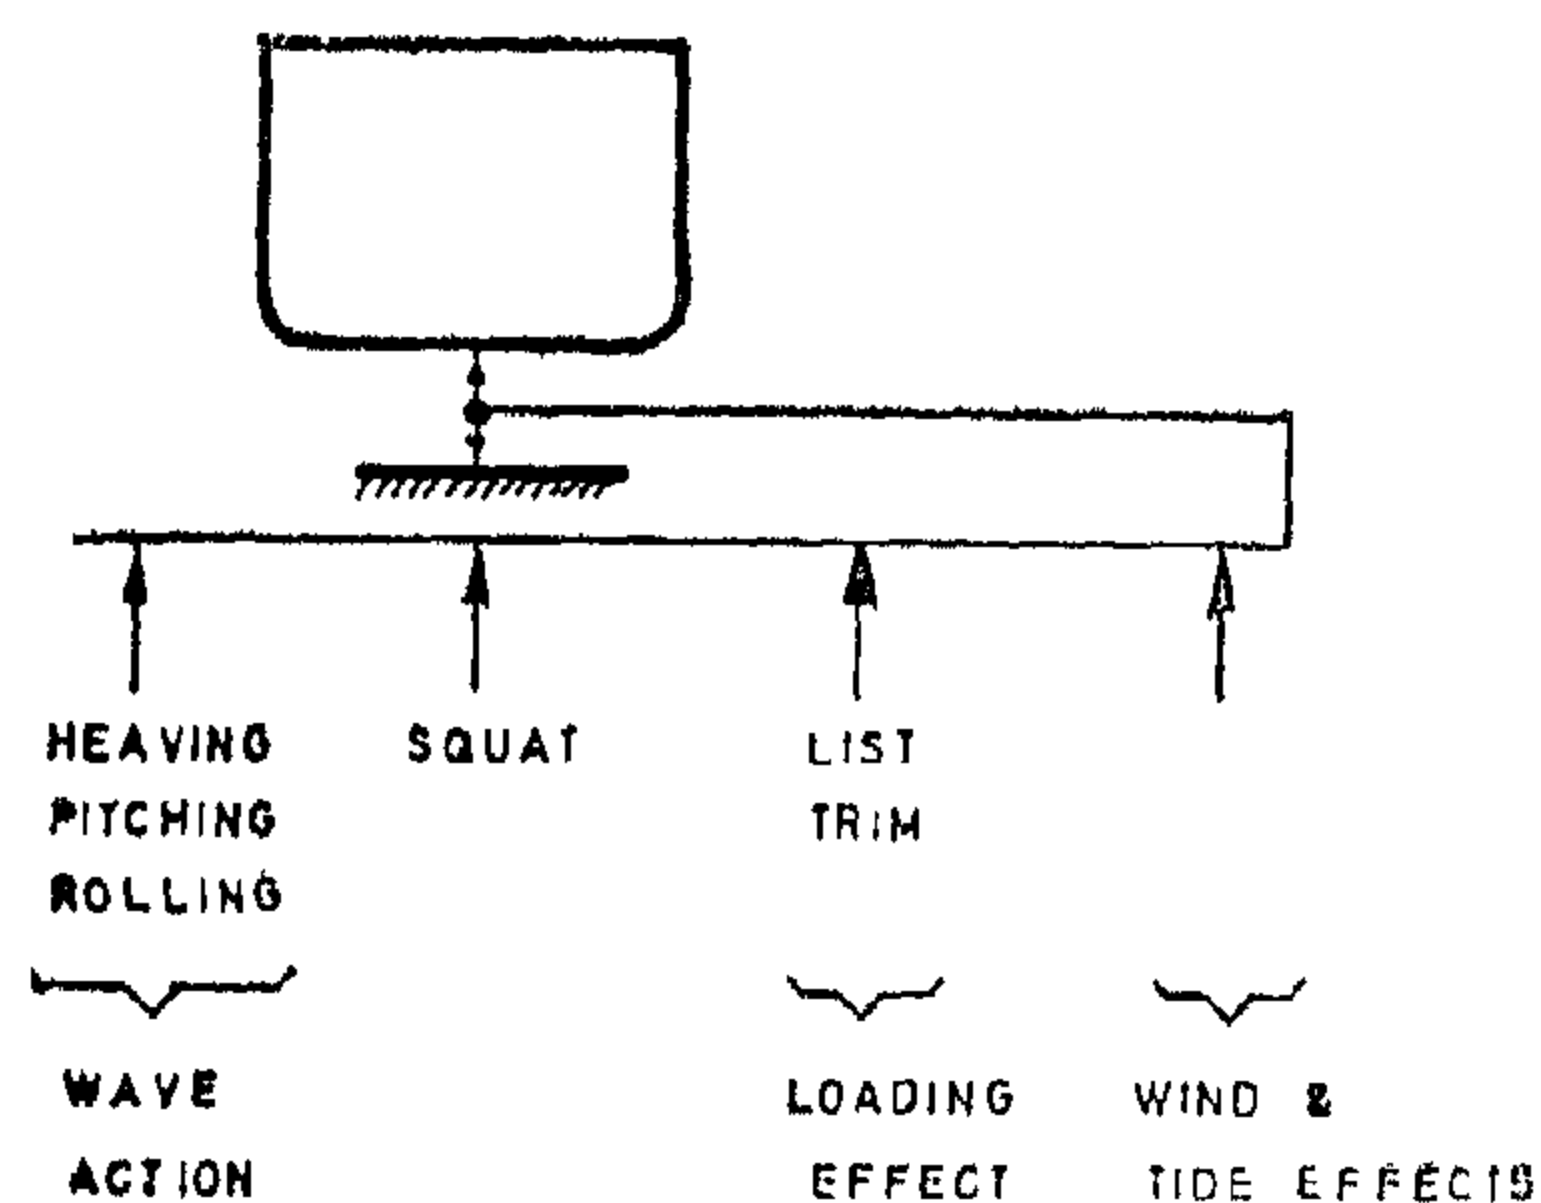 HEAVING
PITCHING
ROLLING
SQUAT
LIST
TRIM
WAVE
ACTION
LOADING
EFFECT
WIND &
TIDE EFFECTS